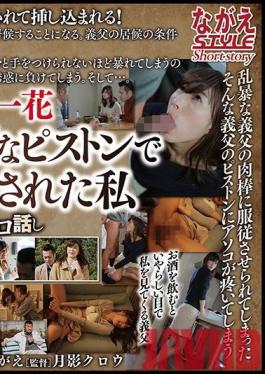 かれて挿し込まれる!
ながえ
STYLE
Short story
居候することになる。義父の居候の条件
と手をつけられないほど暴れてしまうの
誘惑に負けてしまう。そして…。
一花
なピストンで
された私
ロ話し
乱暴な義父の肉棒に服従させられてしまった
そんな義父のピストンにアソコが疼いてしまう
お酒を飲むと
いやらしい目で
私を見てくる義父
がえ [監督] 月影クロウ